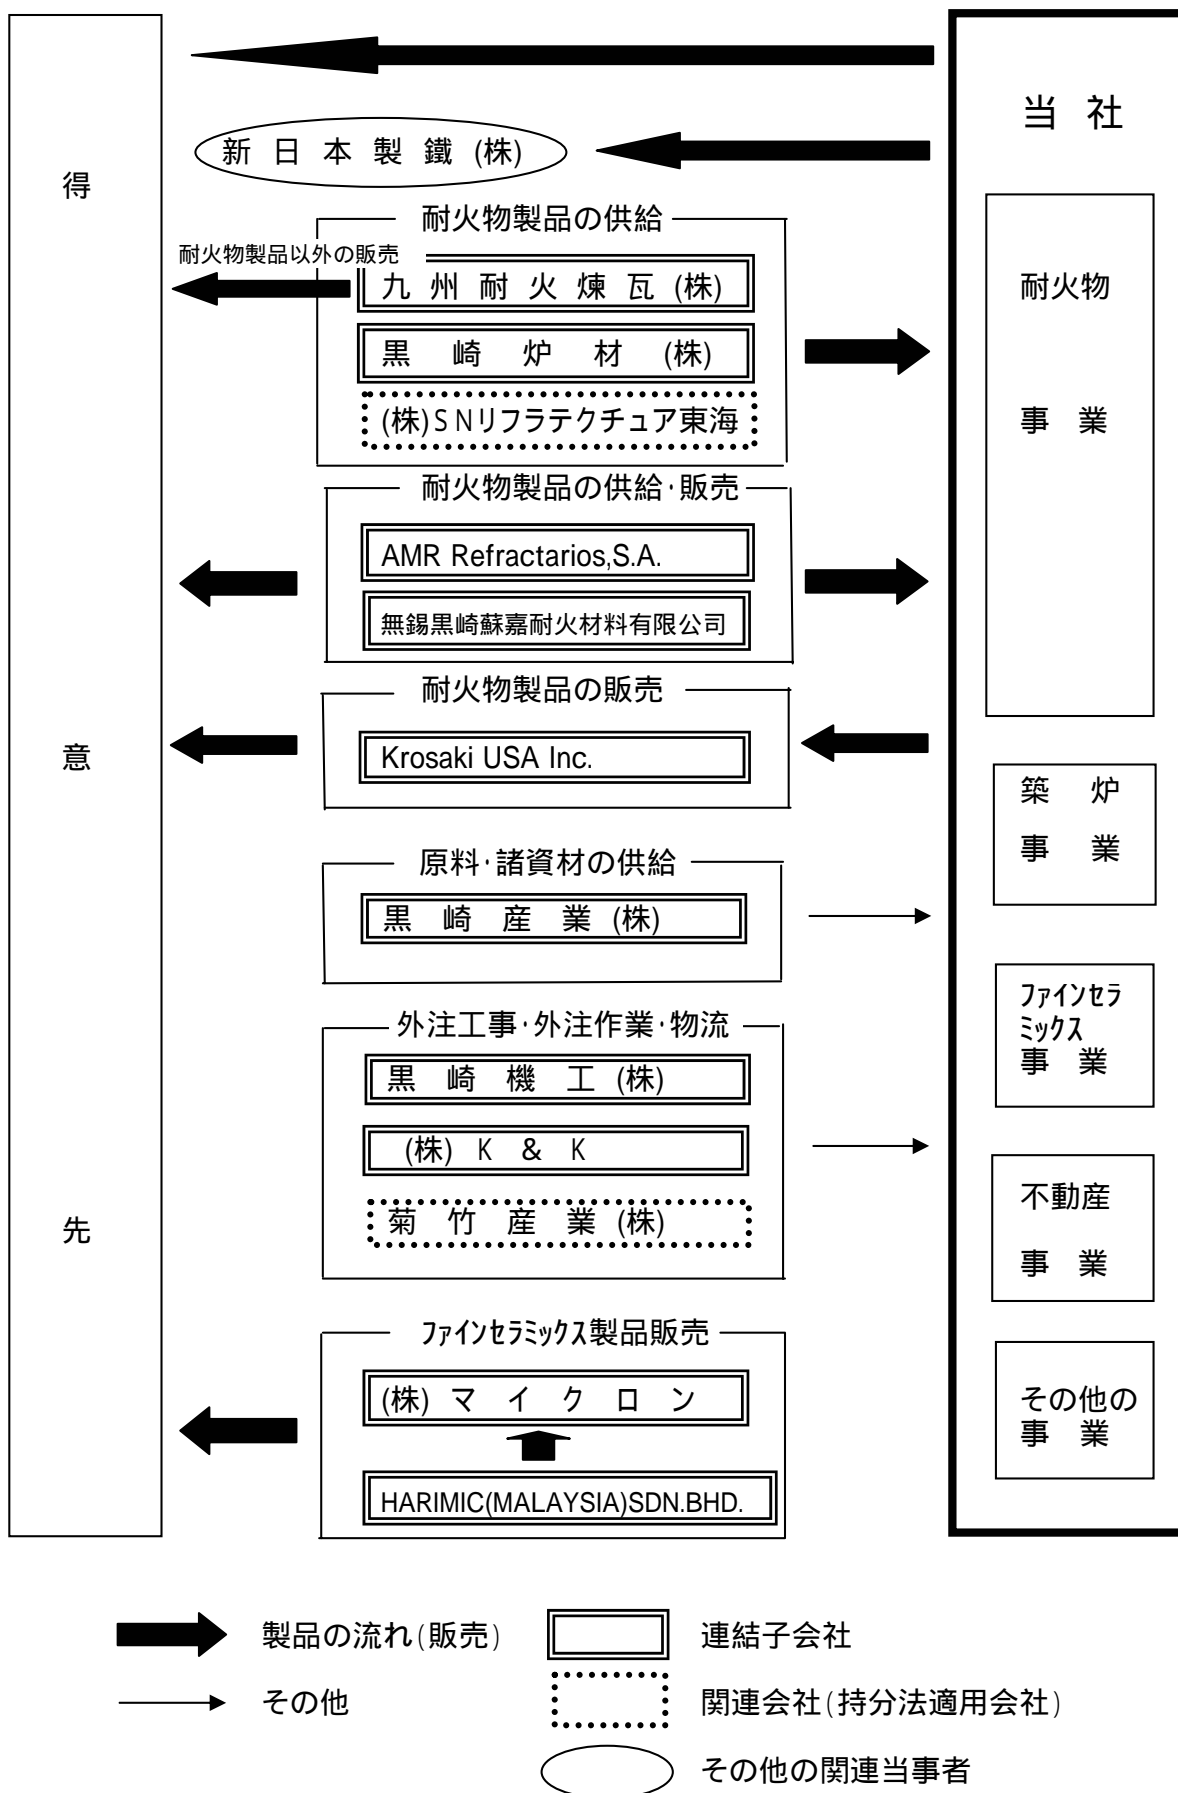 得
意
先
新日本製鐵(株)
耐火物製品の供給
耐火物製品以外の販売
九州耐火煉瓦(株)
黒崎炉材(株)
(株)SNリフラテクチュア東海
耐火物製品の供給・販売
AMR Refractarios,S.A.
無錫黒崎蘇嘉耐火材料有限公司
耐火物製品の販売
Krosaki USA Inc.
原料・諸資材の供給
黒崎産業(株)
外注工事・外注作業・物流
黒崎機工(株)
(株)K&K
菊竹産業(株)
ファインセラミックス製品販売
(株)マイクロン
HARIMIC(MALAYSIA)SDN.BHD.
当社
耐火物
事業
築炉
事業
ファインセラ
ミックス
事業
不動産
事業
その他の
事業
製品の流れ(販売)
連結子会社
その他
関連会社(持分法適用会社)
その他の関連当事者